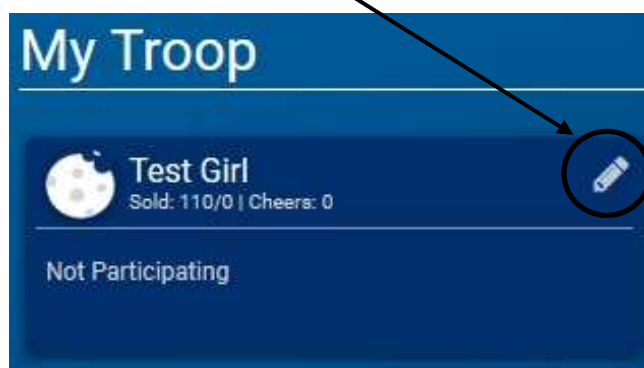 My Troop
Test Girl
Sold: 110/0 | Cheers: 0
Not Participating